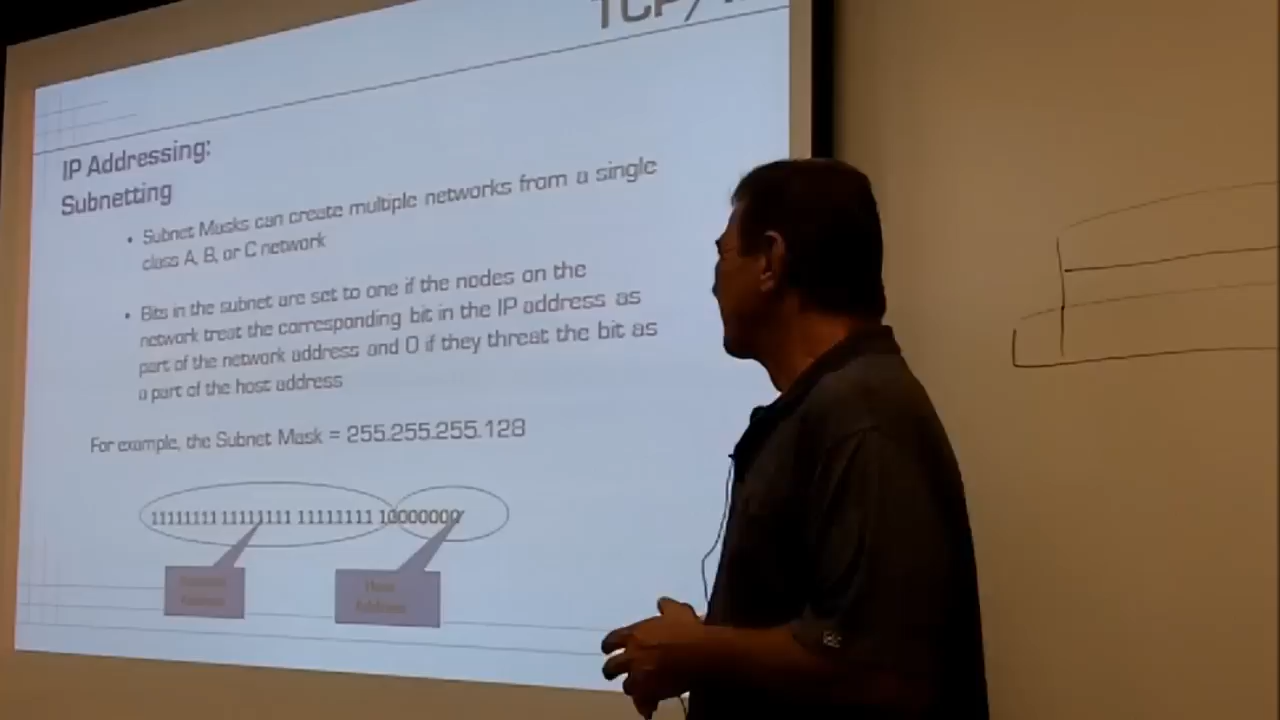 TCP/
IP Addressing:
Subnetting
• Subnet Masks can create multiple networks from a single
class A, B, or C network
• Bits in the subnet are set to one if the nodes on the
network treat the corresponding bit in the IP address as
part of the network address and 0 if they threat the bit as
a part of the host address
For example, the Subnet Mask = 255.255.255.128
11111111 11111111 11111111 10000000
Host
Address